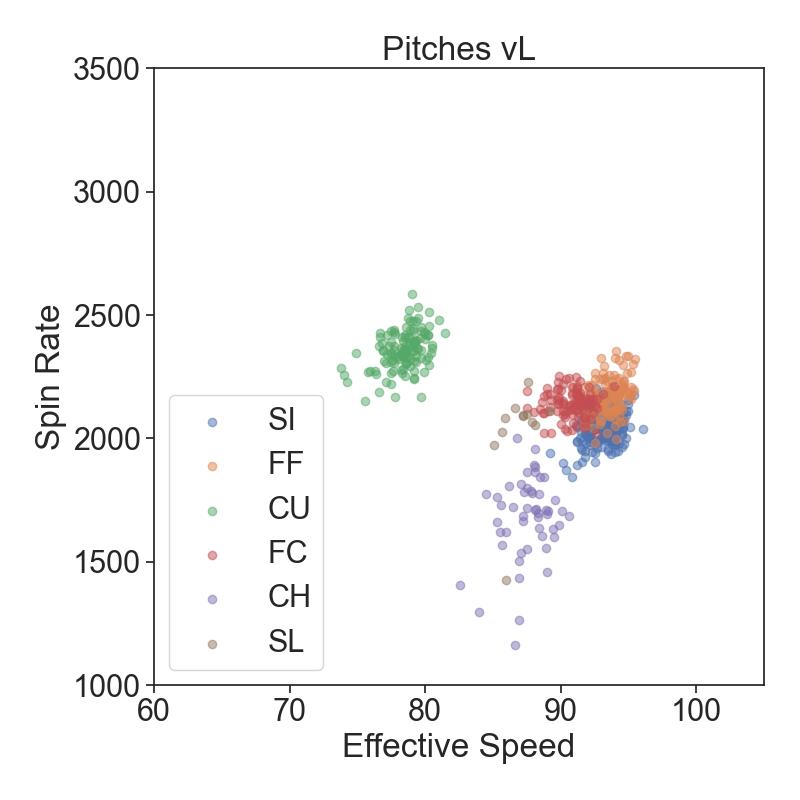 Pitches vL
3500
3000
2500
2000
1500
1000
Spin Rate
SI
FF
CU
FC
CH
SL
60 70 80 90 100
Effective Speed